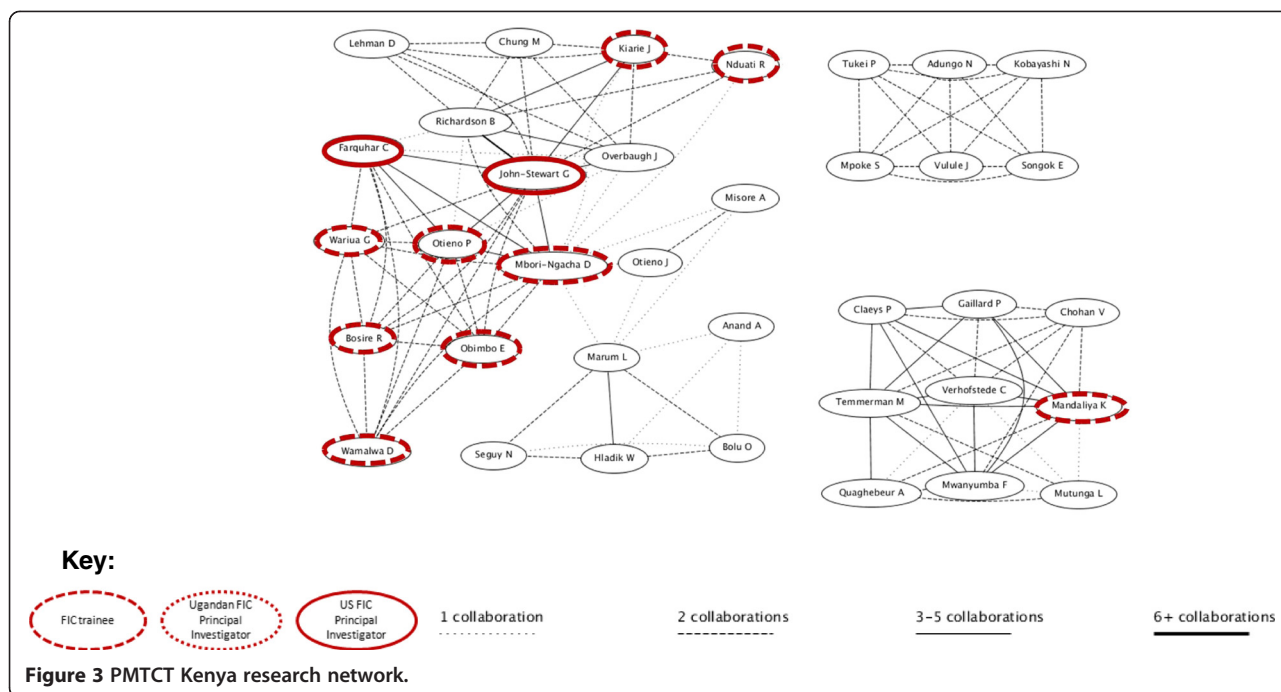 Lehman D
Chung M
Kiarie J
Nduati R
Richardson B
Farquhar C
Overbaugh J
John-Stewart G
Misore A
Wariua G
Otieno P
Mbori-Ngacha D
Otieno J
Bosire R
Obimbo E
Anand A
Marum L
Wamalwa D
Seguy N
Hladik W
Bolu O
Tukei P
Adungo N
Kobayashi N
Mpoke S
Vulule J
Songok E
Claeys P
Gaillard P
Chohan V
Temmerman M
Verhofstede C
Mandaliya K
Quaghebeur A
Mwanyumba F
Mutunga L
Key:
FIC trainee
Ugandan FIC
Principal
Investigator
US FIC
Principal
Investigator
1 collaboration
2 collaborations
3-5 collaborations
6+ collaborations
Figure 3 PMTCT Kenya research network.